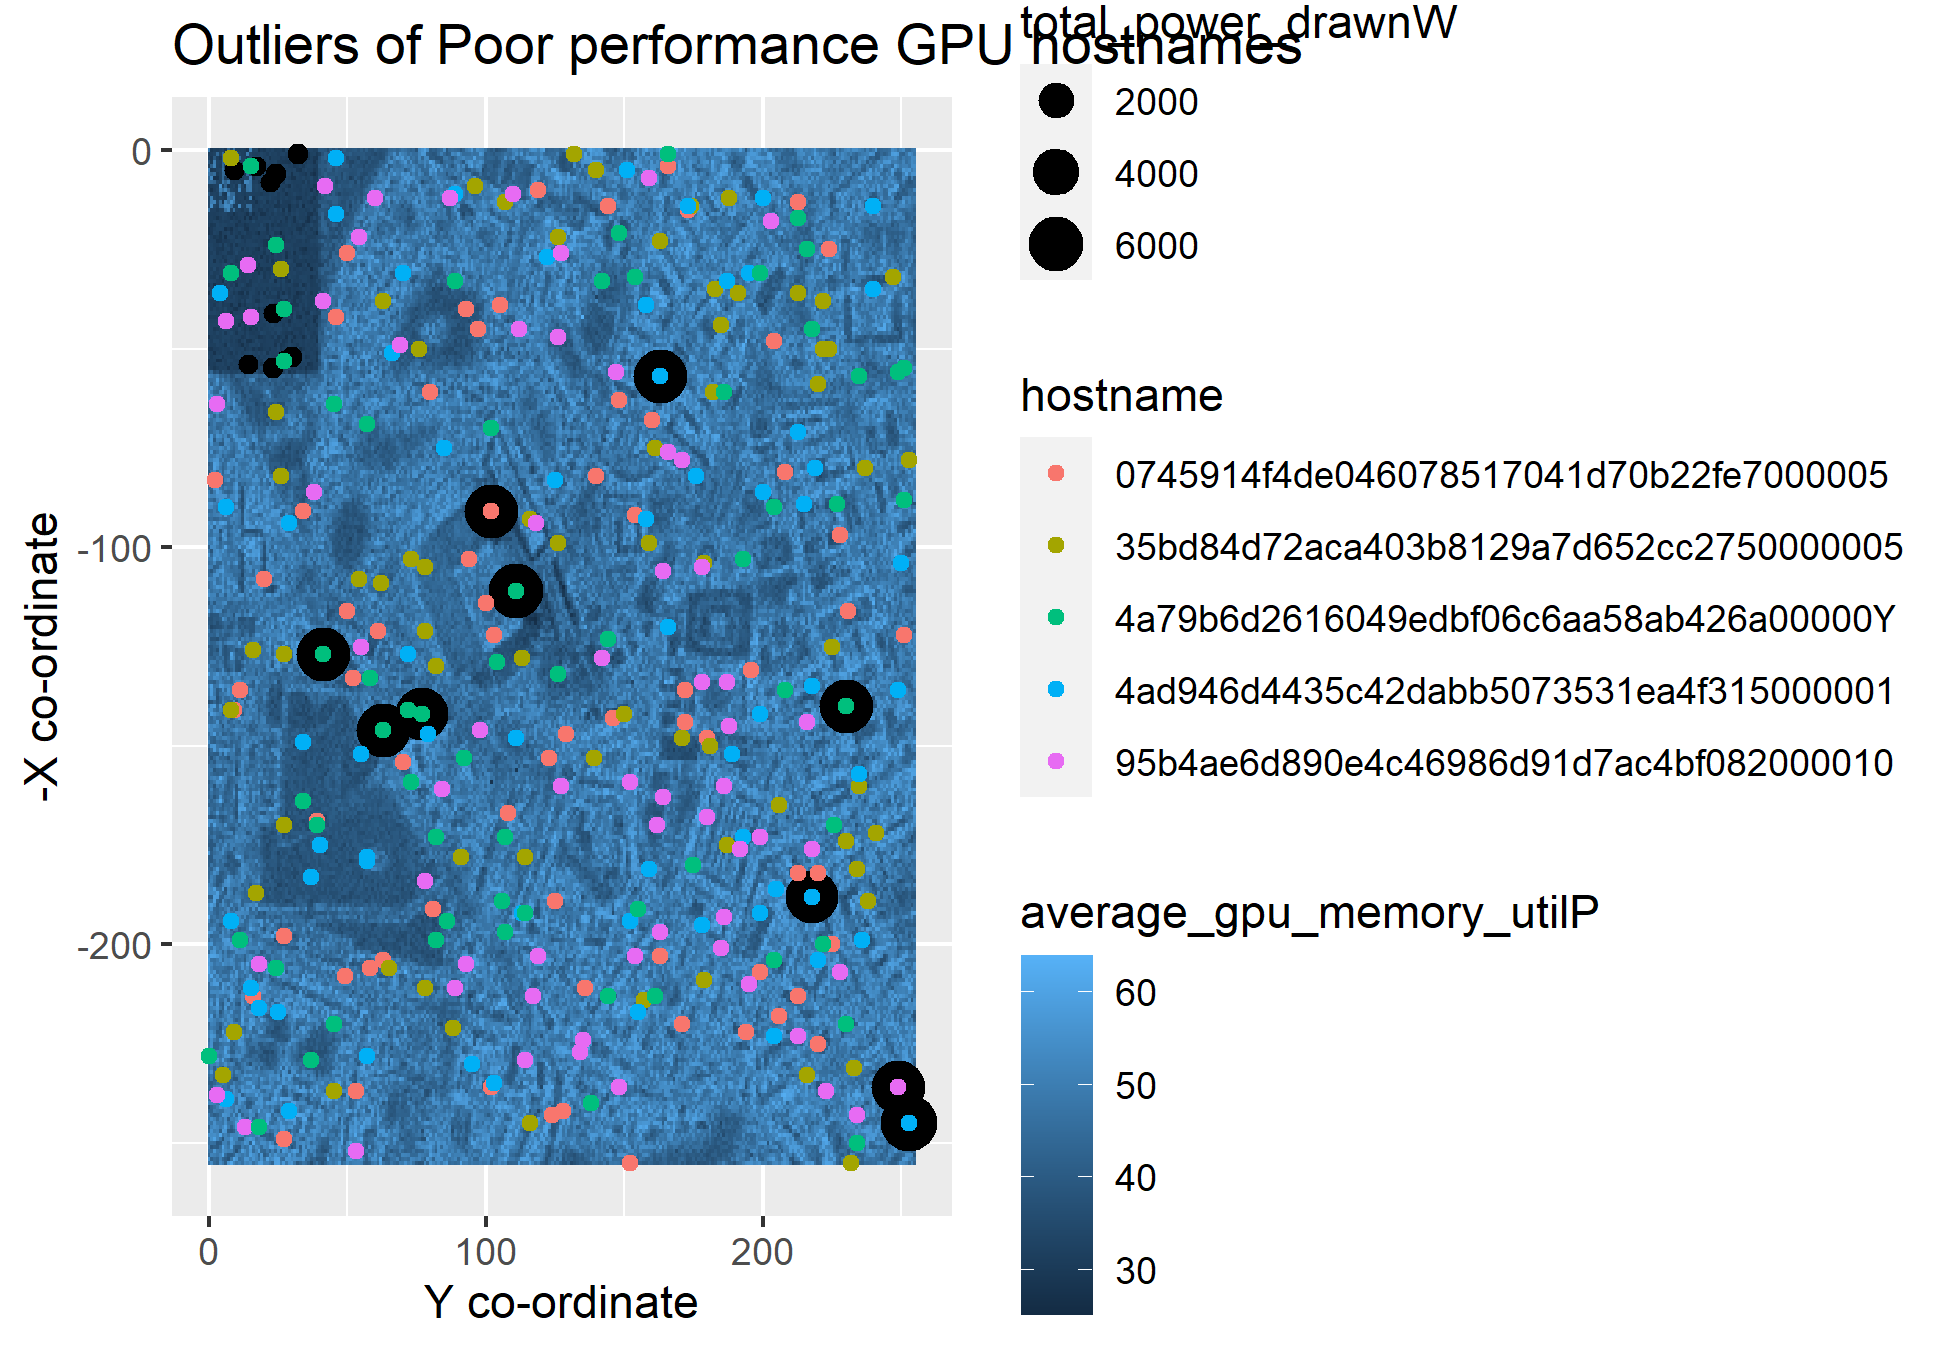 Outliers of Poor performance GPU hostnames
total_power_drawnW
2000
4000
6000
hostname
0745914f4de046078517041d70b22fe7000005
35bd84d72aca403b8129a7d652cc2750000005
4a79b6d2616049edbf06c6aa58ab426a00000Y
4ad946d4435c42dabb5073531ea4f315000001
95b4ae6d890e4c46986d91d7ac4bf082000010
average_gpu_memory_utilP
60
50
40
30
-X co-ordinate
0
-100
-200
0
100
200
Y co-ordinate